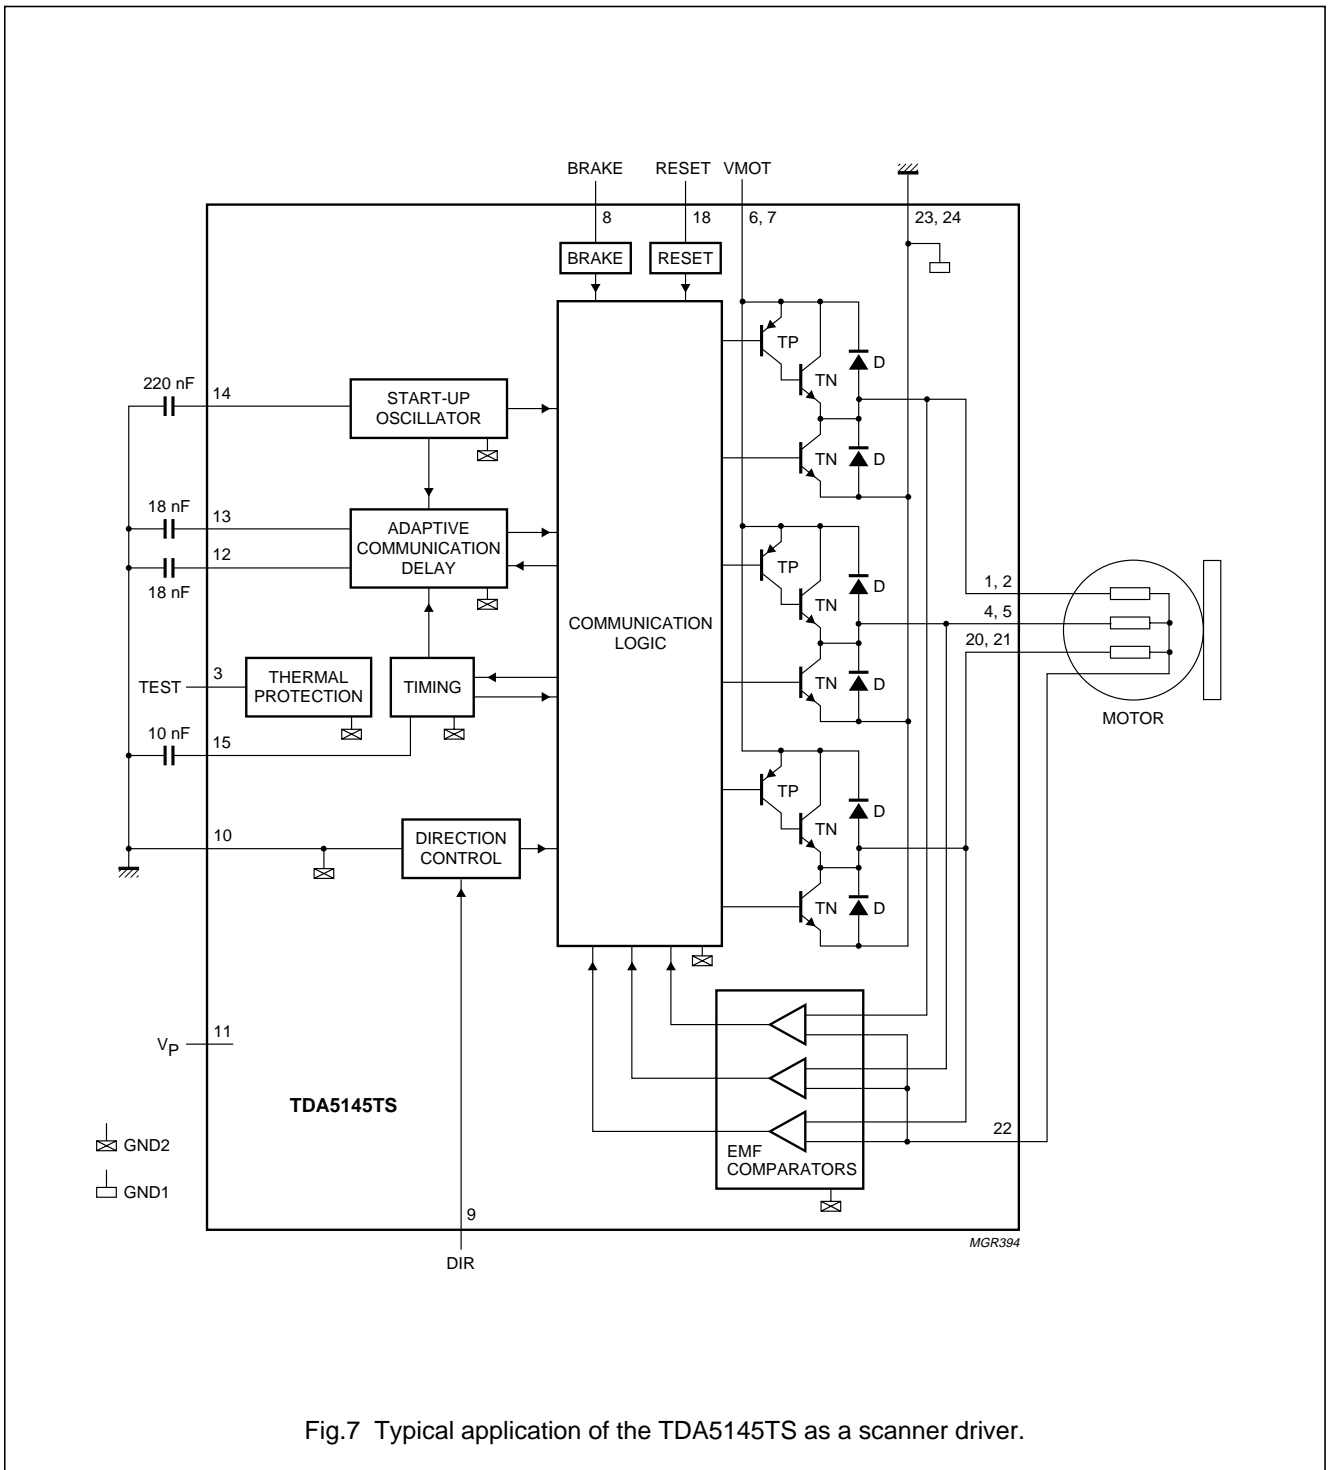 BRAKE RESET VMOT
8 18 6, 7 23, 24
BRAKE RESET
TP
D
220 nF 14 START-UP
OSCILLATOR
TN
TN D
18 nF 13
12
18 nF
ADAPTIVE
COMMUNICATION
DELAY
TP
D
TN
COMMUNICATION
LOGIC
1, 2
4, 5
20, 21
TN D
TEST 3 THERMAL
PROTECTION
TIMING
MOTOR
10 nF 15
TP
D
TN
10 DIRECTION
CONTROL
TN D
VP 11
TDA5145TS
22
EMF
COMPARATORS
GND2
GND1
9
DIR
MGR394
Fig.7 Typical application of the TDA5145TS as a scanner driver.